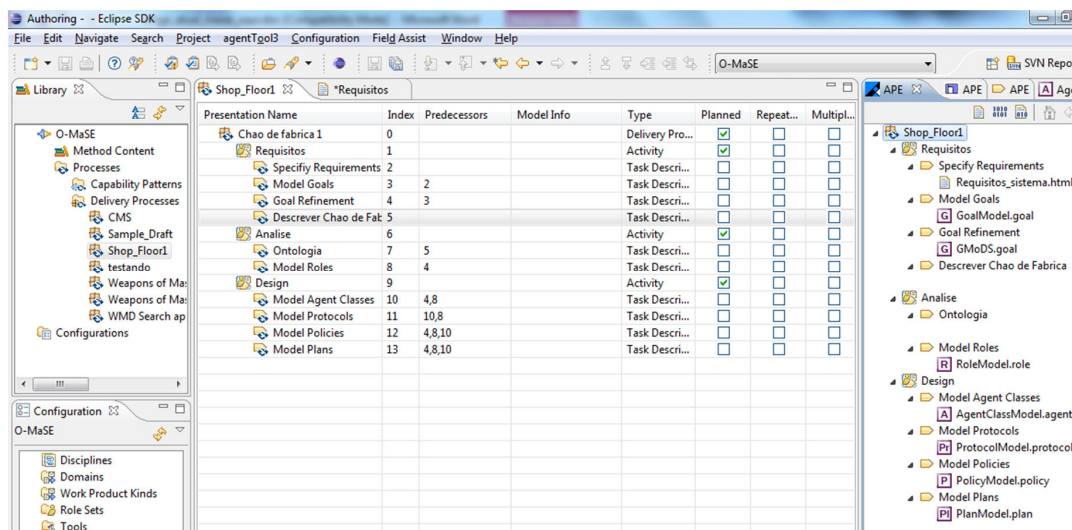 Authoring - - Eclipse SDK
File Edit Navigate Search Project agentTool3 Configuration Field Assist Window Help
O-MaSE
SVN Repo
Library
Shop_Floor1
*Requisitos
APE
APE
APE
Age
Presentation Name Index Predecessors Model Info Type Planned Repeat... Multipl
Chao de fabrica 1 0 Delivery Pro...
Requisitos 1 Activity
Specifiy Requirements 2 Task Descri...
Model Goals 3 2 Task Descri...
Goal Refinement 4 3 Task Descri...
Descrever Chao de Fab 5 Task Descri...
Analise 6 Activity
Ontologia 7 5 Task Descri...
Model Roles 8 4 Task Descri...
Design 9 Activity
Model Agent Classes 10 4,8 Task Descri...
Model Protocols 11 10,8 Task Descri...
Model Policies 12 4,8,10 Task Descri...
Model Plans 13 4,8,10 Task Descri...
O-MaSE
Method Content
Processes
Capability Patterns
Delivery Processes
CMS
Sample_Draft
Shop_Floor1
testando
Weapons of Ma
Weapons of Ma
WMD Search ap
Configurations
Configuration
O-MaSE
Disciplines
Domains
Work Product Kinds
Role Sets
Tools
Shop_Floor1
Requisitos
Specify Requirements
Requisitos_sistema.html
Model Goals
G GoalModel.goal
Goal Refinement
G GMoDS.goal
Descrever Chao de Fabrica
Analise
Ontologia
Model Roles
R RoleModel.role
Design
Model Agent Classes
A AgentClassModel.agent
Model Protocols
Pr ProtocolModel.protocol
Model Policies
P PolicyModel.policy
Model Plans
Pl PlanModel.plan